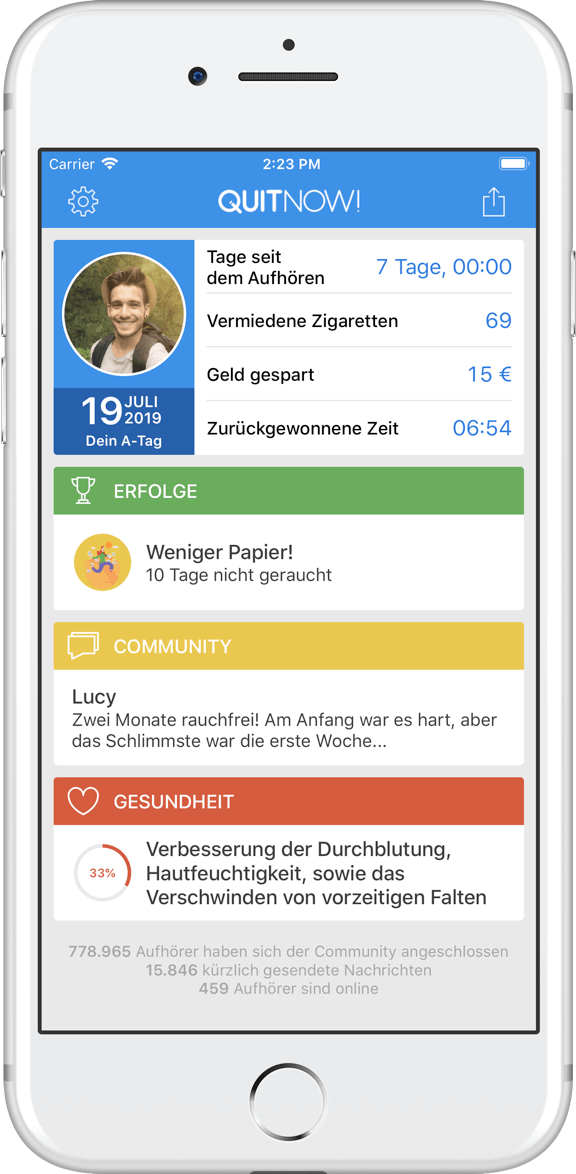 Carrier
2:23 PM
QUITNOW!
Tage seit
dem Aufhören
7 Tage, 00:00
Vermiedene Zigaretten
69
Geld gespart
15 €
Zurückgewonnene Zeit
06:54
19 JULI
2019
Dein A-Tag
ERFOLGE
Weniger Papier!
10 Tage nicht geraucht
COMMUNITY
Lucy
Zwei Monate rauchfrei! Am Anfang war es hart, aber
das Schlimmste war die erste Woche...
GESUNDHEIT
33%
Verbesserung der Durchblutung,
Hautfeuchtigkeit, sowie das
Verschwinden von vorzeitigen Falten
778.965 Aufhörer haben sich der Community angeschlossen
15.846 kürzlich gesendete Nachrichten
459 Aufhörer sind online